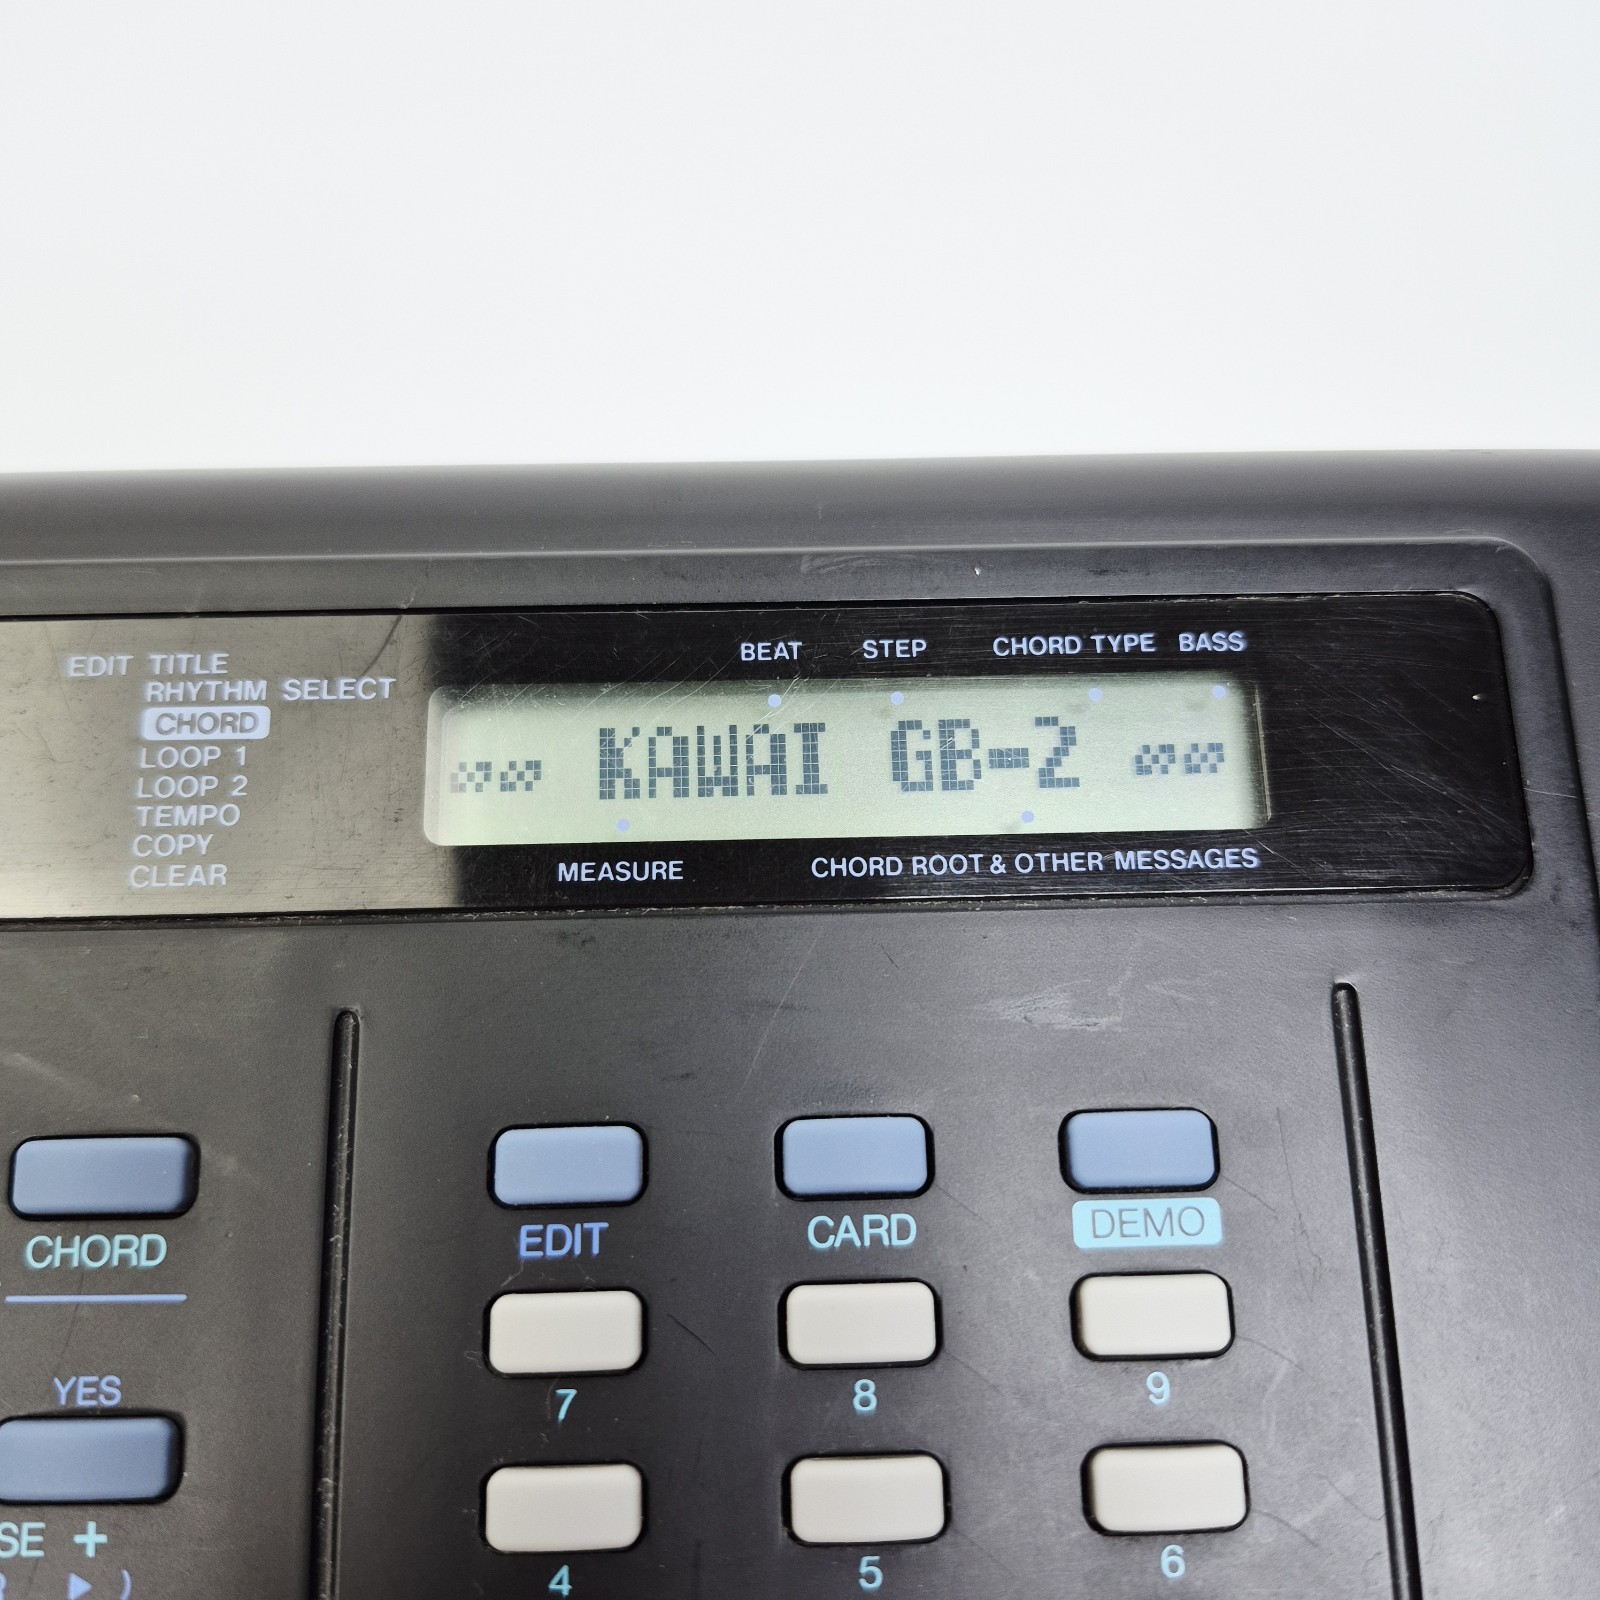 BEAT STEP CHORD TYPE BASS
EDIT TITLE
RHYTHM SELECT
CHORD
LOOP 1
LOOP 2
TEMPO
COPY
CLEAR
KAWAI GB-2
MEASURE CHORD ROOT & OTHER MESSAGES
CHORD
EDIT CARD DEMO
YES
7 8 9
SE +
4 5 6